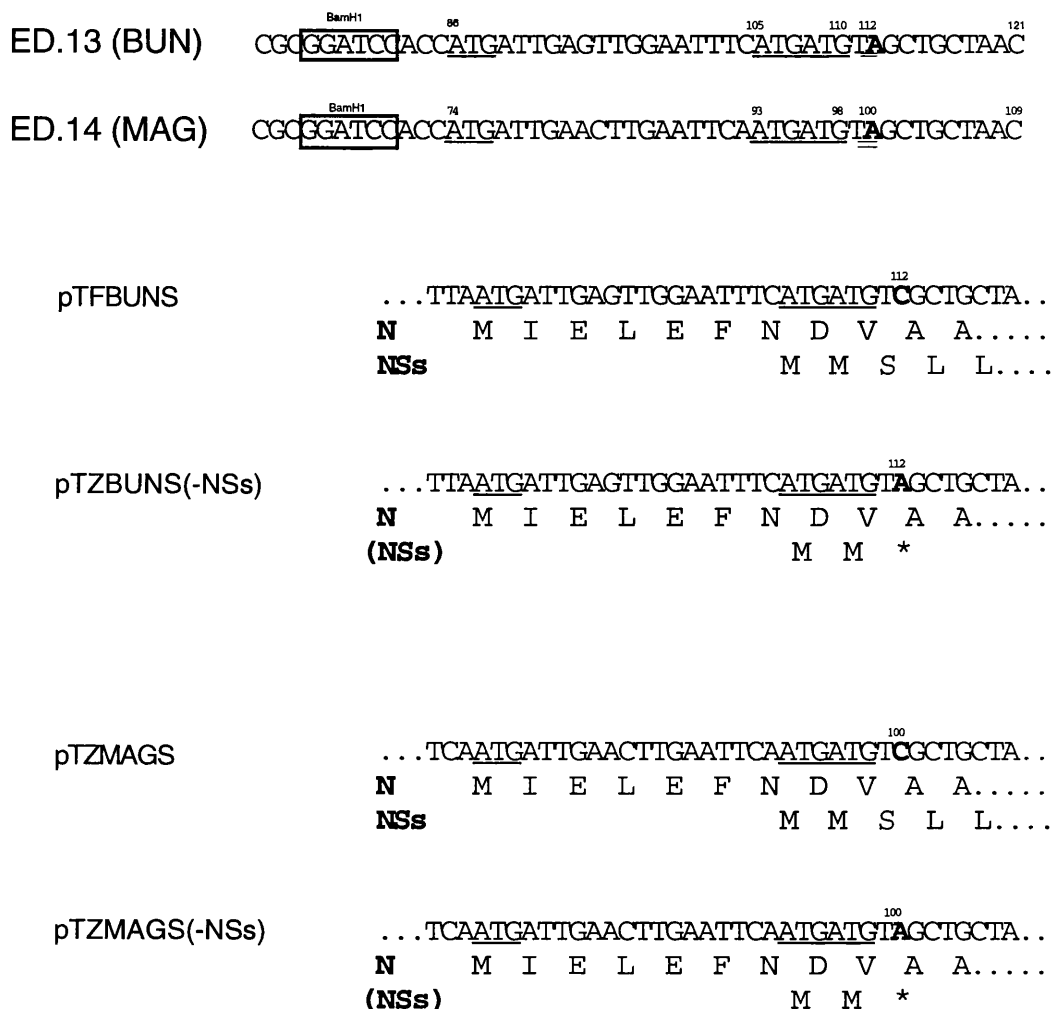 BamH1 86 105 110 112 121
ED.13 (BUN) CGCGGATCCACCATGATTGAGTTGGAATTTCATGATGTAGCTGCTAAC
BamH1 74 93 98 100 109
ED.14 (MAG) CGCGGATCCACCATGATTGAACTTGAATTCAATGATGTAGCTGCTAAC
112
pTFBUNS ...TTAATGATTGAGTTGGAATTTCATGATGTCGCTGCTA..
N M I E L E F N D V A A.....
NSs M M S L L....
112
pTZBUNS(-NSs) ...TTAATGATTGAGTTGGAATTTCATGATGTAGCTGCTA..
N M I E L E F N D V A A.....
(NSs) M M *
100
pTZMAGS ...TCAATGATTGAACTTGAATTCAATGATGTCGCTGCTA..
N M I E L E F N D V A A.....
NSs M M S L L....
100
pTZMAGS(-NSs) ...TCAATGATTGAACTTGAATTCAATGATGTAGCTGCTA..
N M I E L E F N D V A A.....
(NSs) M M *